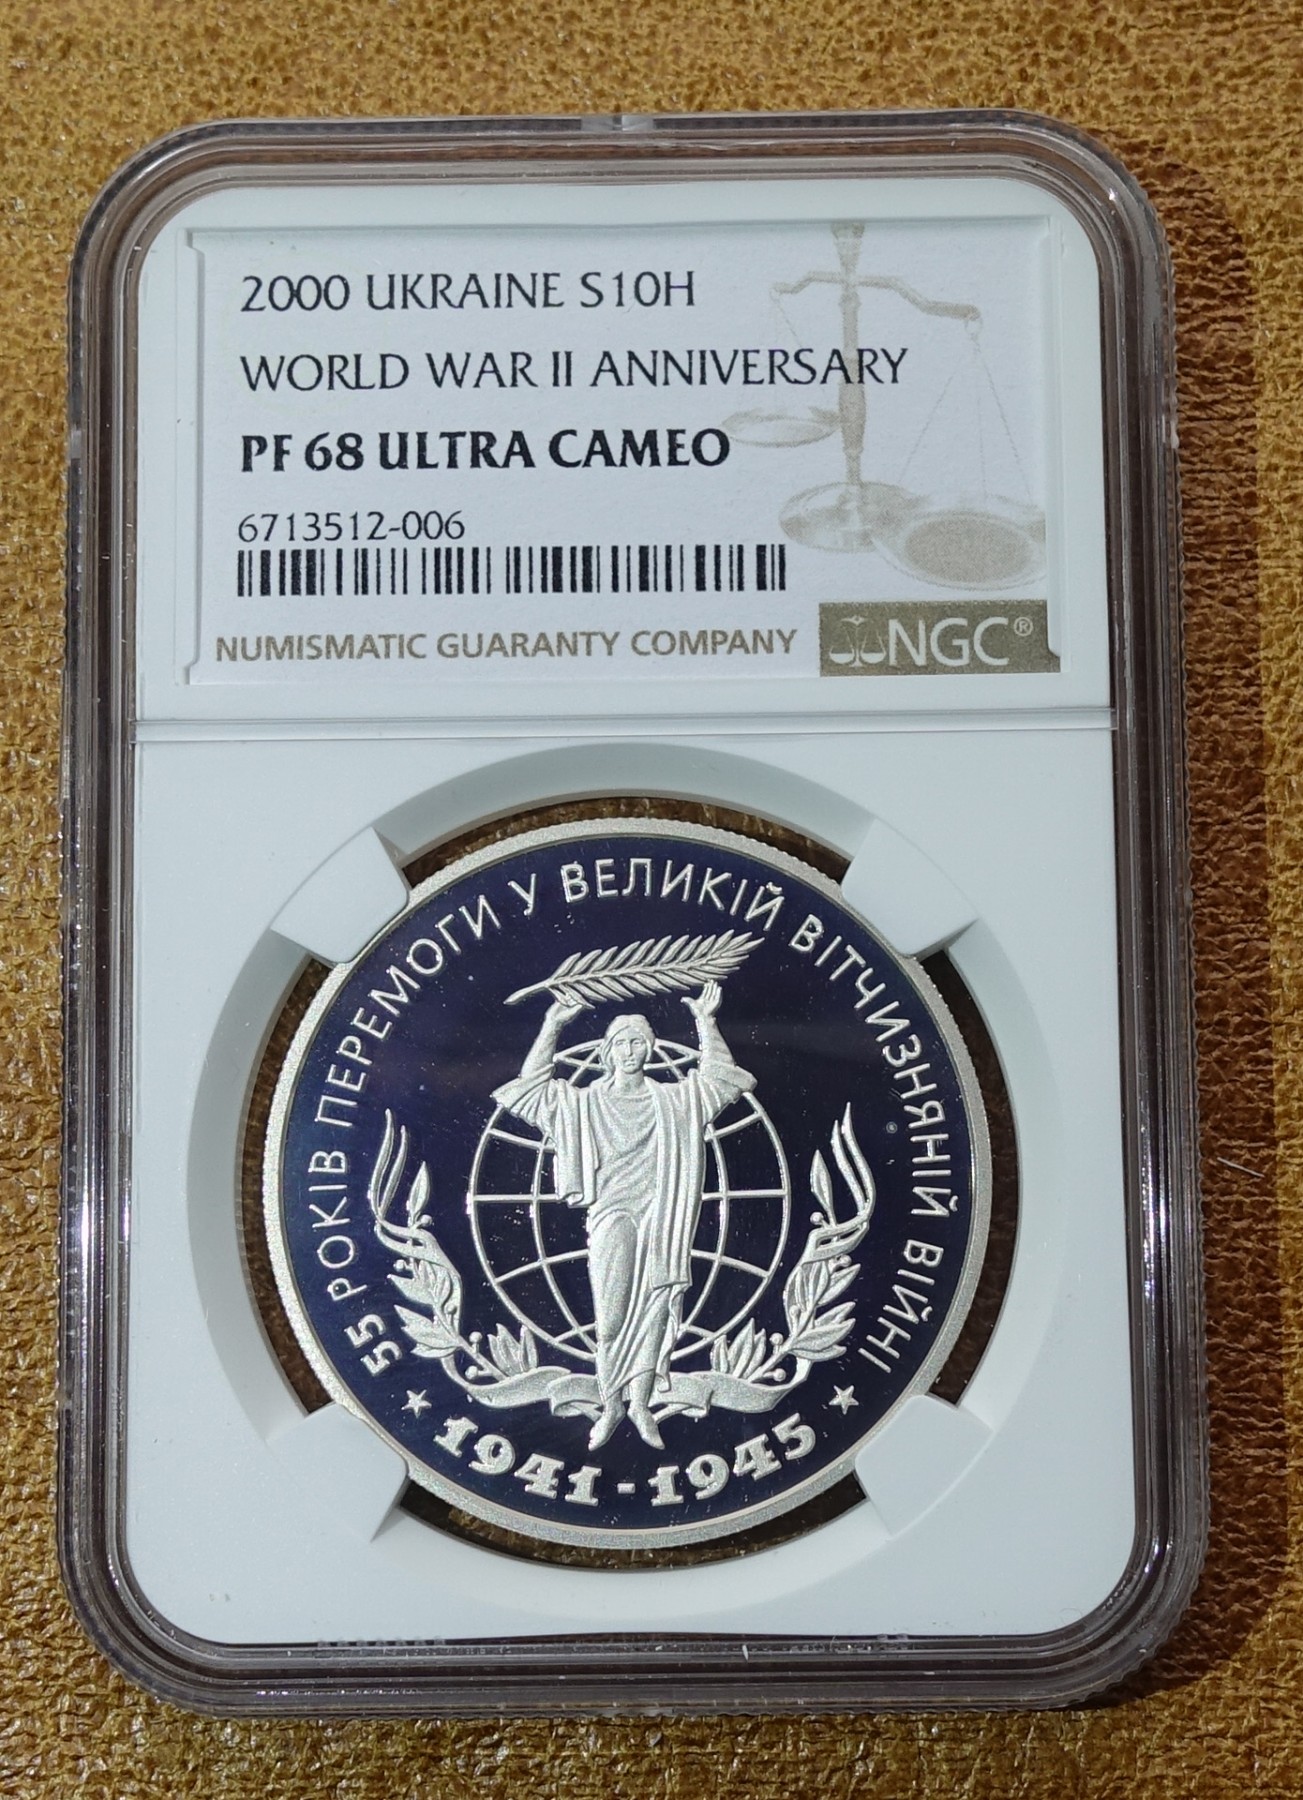 2000 UKRAINE S10H
WORLD WAR II ANNIVERSARY
PF 68 ULTRA CAMEO
6713512-006
NUMISMATIC GUARANTY COMPANY
NGC®
55 РОКІВ ПЕРЕМОГИ У ВЕЛИКІЙ ВІТЧИЗНЯНІЙ ВІЙНІ
1941-1945